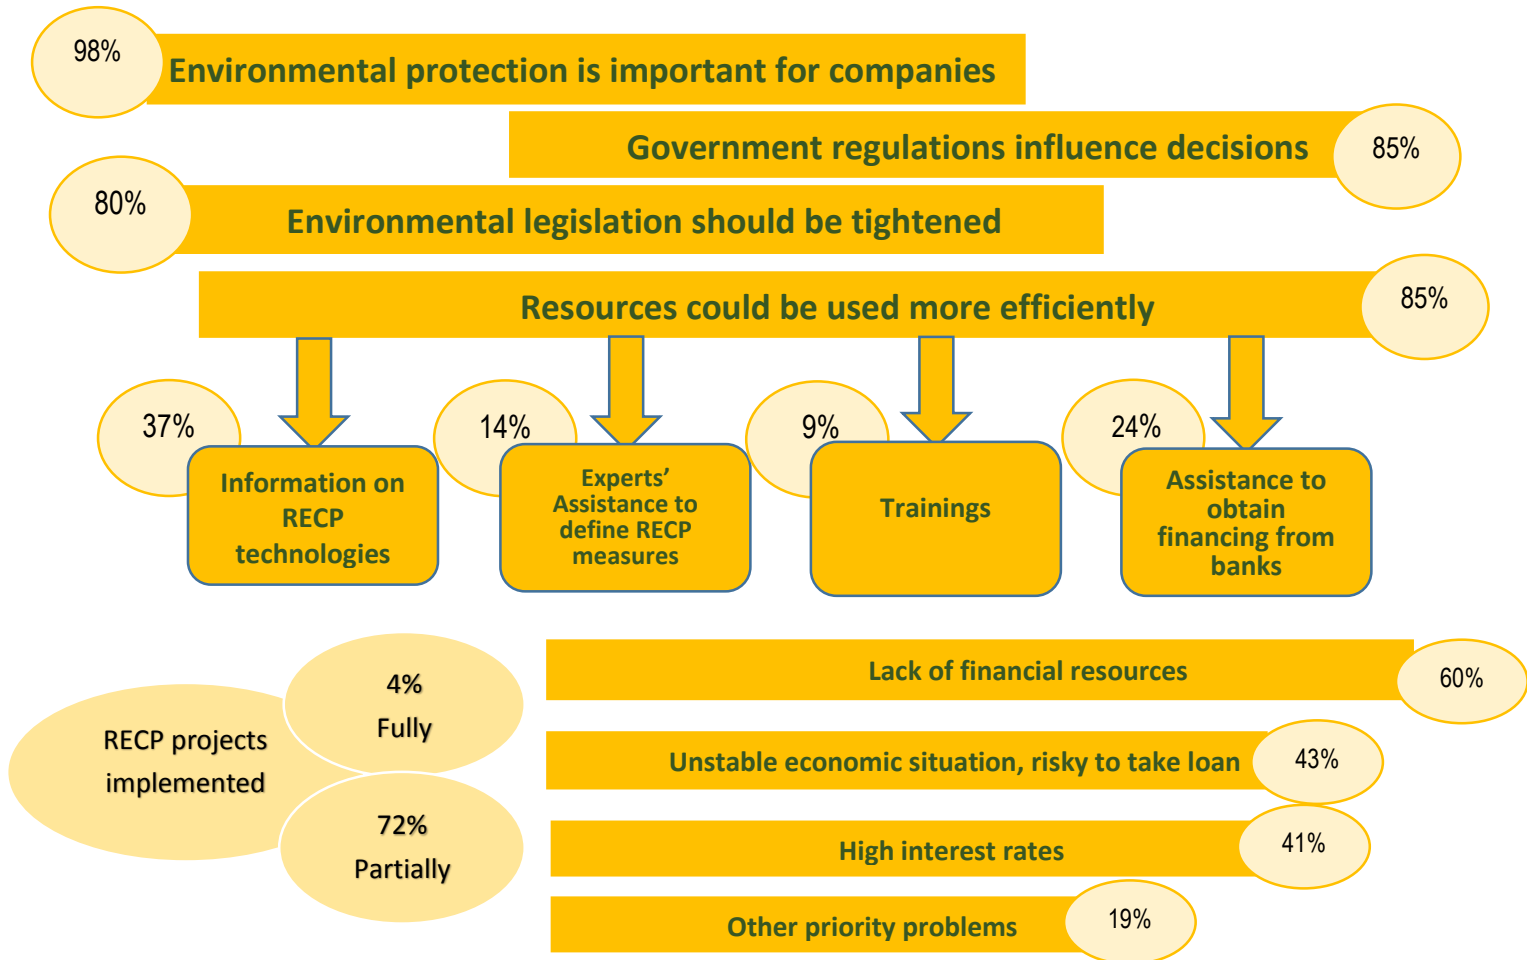 98%
Environmental protection is important for companies
Government regulations influence decisions
85%
80%
Environmental legislation should be tightened
Resources could be used more efficiently
85%
37%
Information on
RECP
technologies
14%
Experts’
Assistance to
define RECP
measures
9%
Trainings
24%
Assistance to
obtain
financing from
banks
RECP projects
implemented
4%
Fully
72%
Partially
Lack of financial resources
60%
Unstable economic situation, risky to take loan
43%
High interest rates
41%
Other priority problems
19%